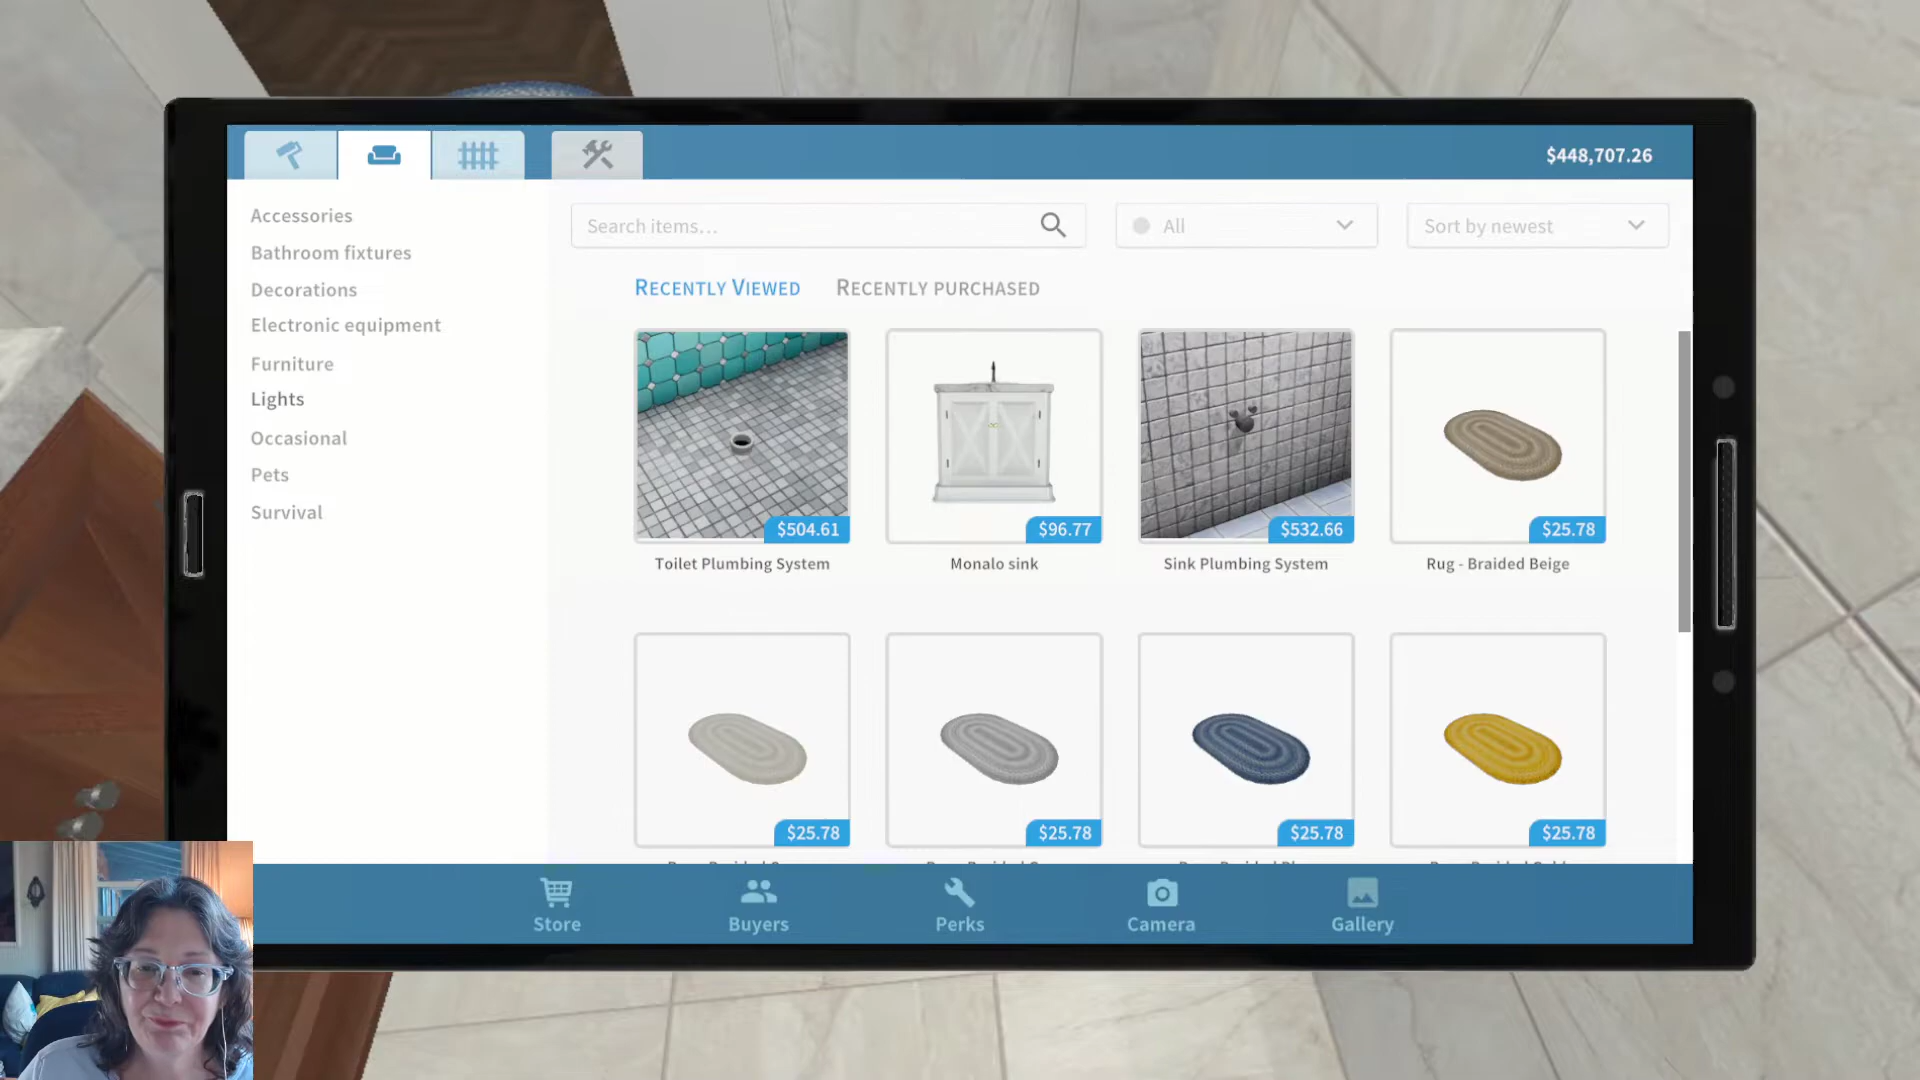 $448,707.26
Accessories
Bathroom fixtures
Decorations
Electronic equipment
Furniture
Lights
Occasional
Pets
Survival
Search items...
All
Sort by newest
RECENTLY VIEWED
RECENTLY PURCHASED
$504.61
$96.77
$532.66
$25.78
Toilet Plumbing System
Monalo sink
Sink Plumbing System
Rug - Braided Beige
$25.78
$25.78
$25.78
$25.78
Store
Buyers
Perks
Camera
Gallery